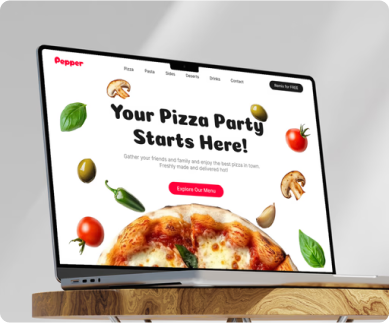 Pepper
Pizza
Pasta
Sides
Deserts
Drinks
Contact
Remix for FREE
Your Pizza Party
Starts Here!
Gather your friends and family and enjoy the best pizza in town.
Freshly made and delivered hot!
Explore Our Menu